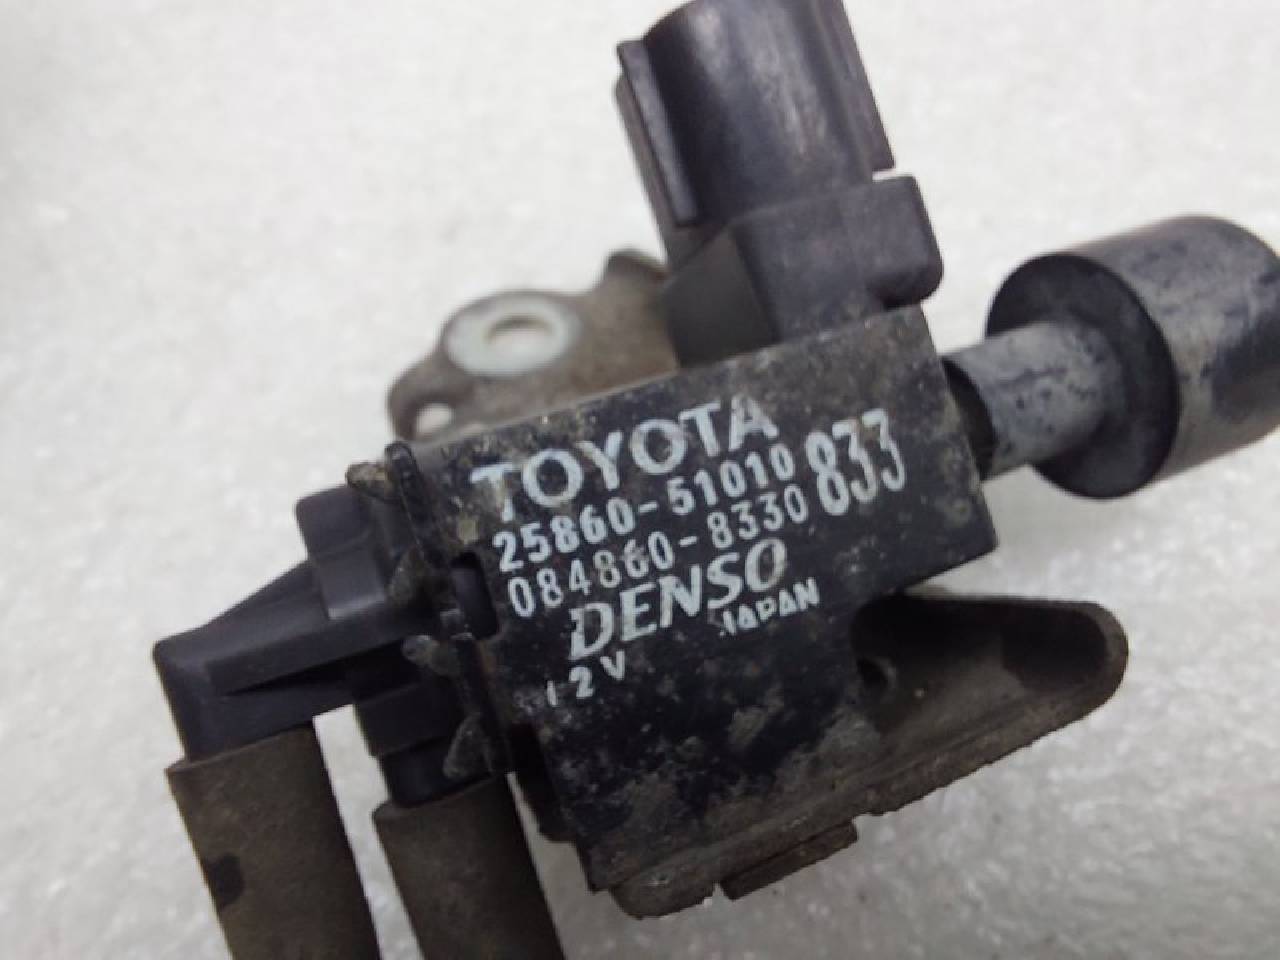 TOYOTA
25860-51010 833
084860-8330
DENSO
JAPAN
12V